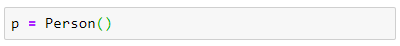 p = Person()